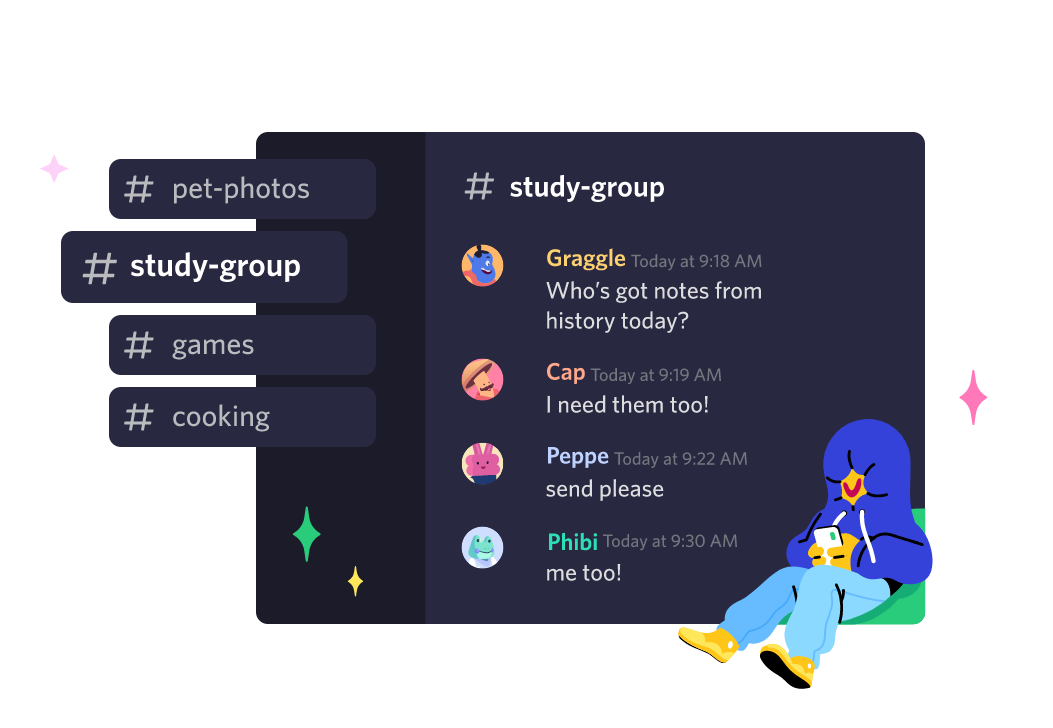 # pet-photos
# study-group
# games
# cooking
# study-group
Graggle Today at 9:18 AM
Who's got notes from
history today?
Cap Today at 9:19 AM
I need them too!
Peppe Today at 9:22 AM
send please
Phibi Today at 9:30 AM
me too!